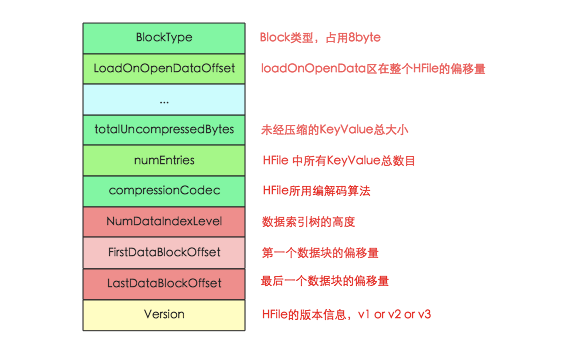 BlockType Block类型，占用8byte
LoadOnOpenDataOffset loadOnOpenData区在整个HFile的偏移量
...
totalUncompressedBytes 未经压缩的KeyValue总大小
numEntries HFile 中所有KeyValue总数目
compressionCodec HFile所用编解码算法
NumDataIndexLevel 数据索引树的高度
FirstDataBlockOffset 第一个数据块的偏移量
LastDataBlockOffset 最后一个数据块的偏移量
Version HFile的版本信息，v1 or v2 or v3